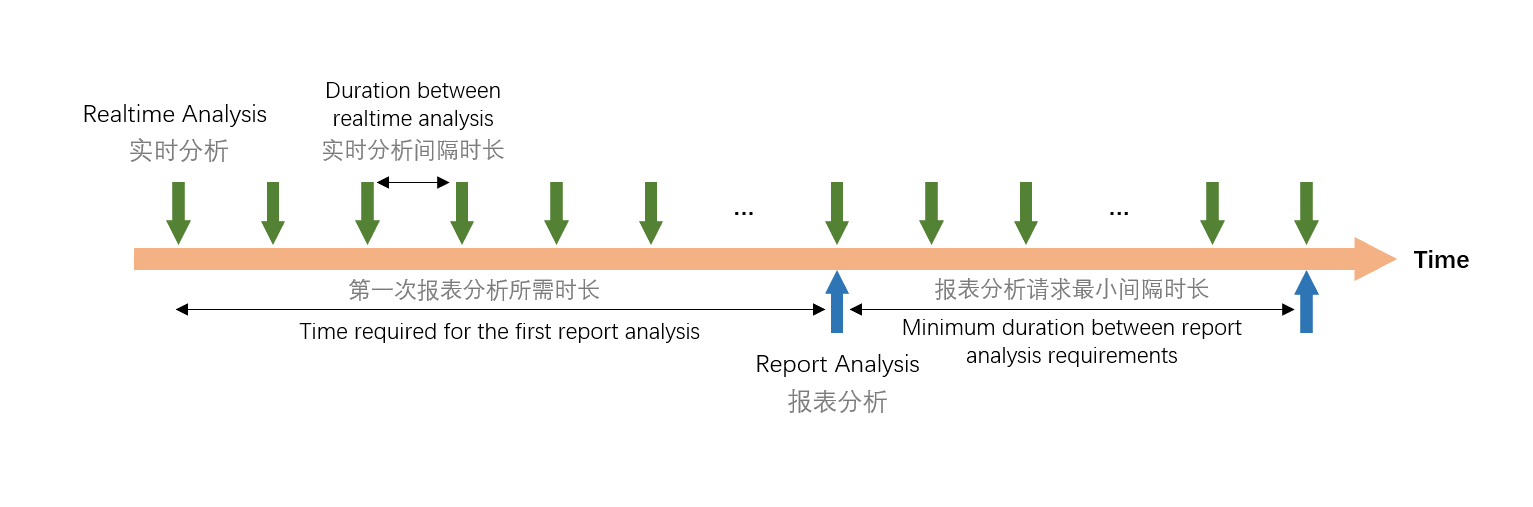 Realtime Analysis
实时分析
Duration between
realtime analysis
实时分析间隔时长
...
...
Time
第一次报表分析所需时长
Time required for the first report analysis
报表分析请求最小间隔时长
Minimum duration between report
analysis requirements
Report Analysis
报表分析